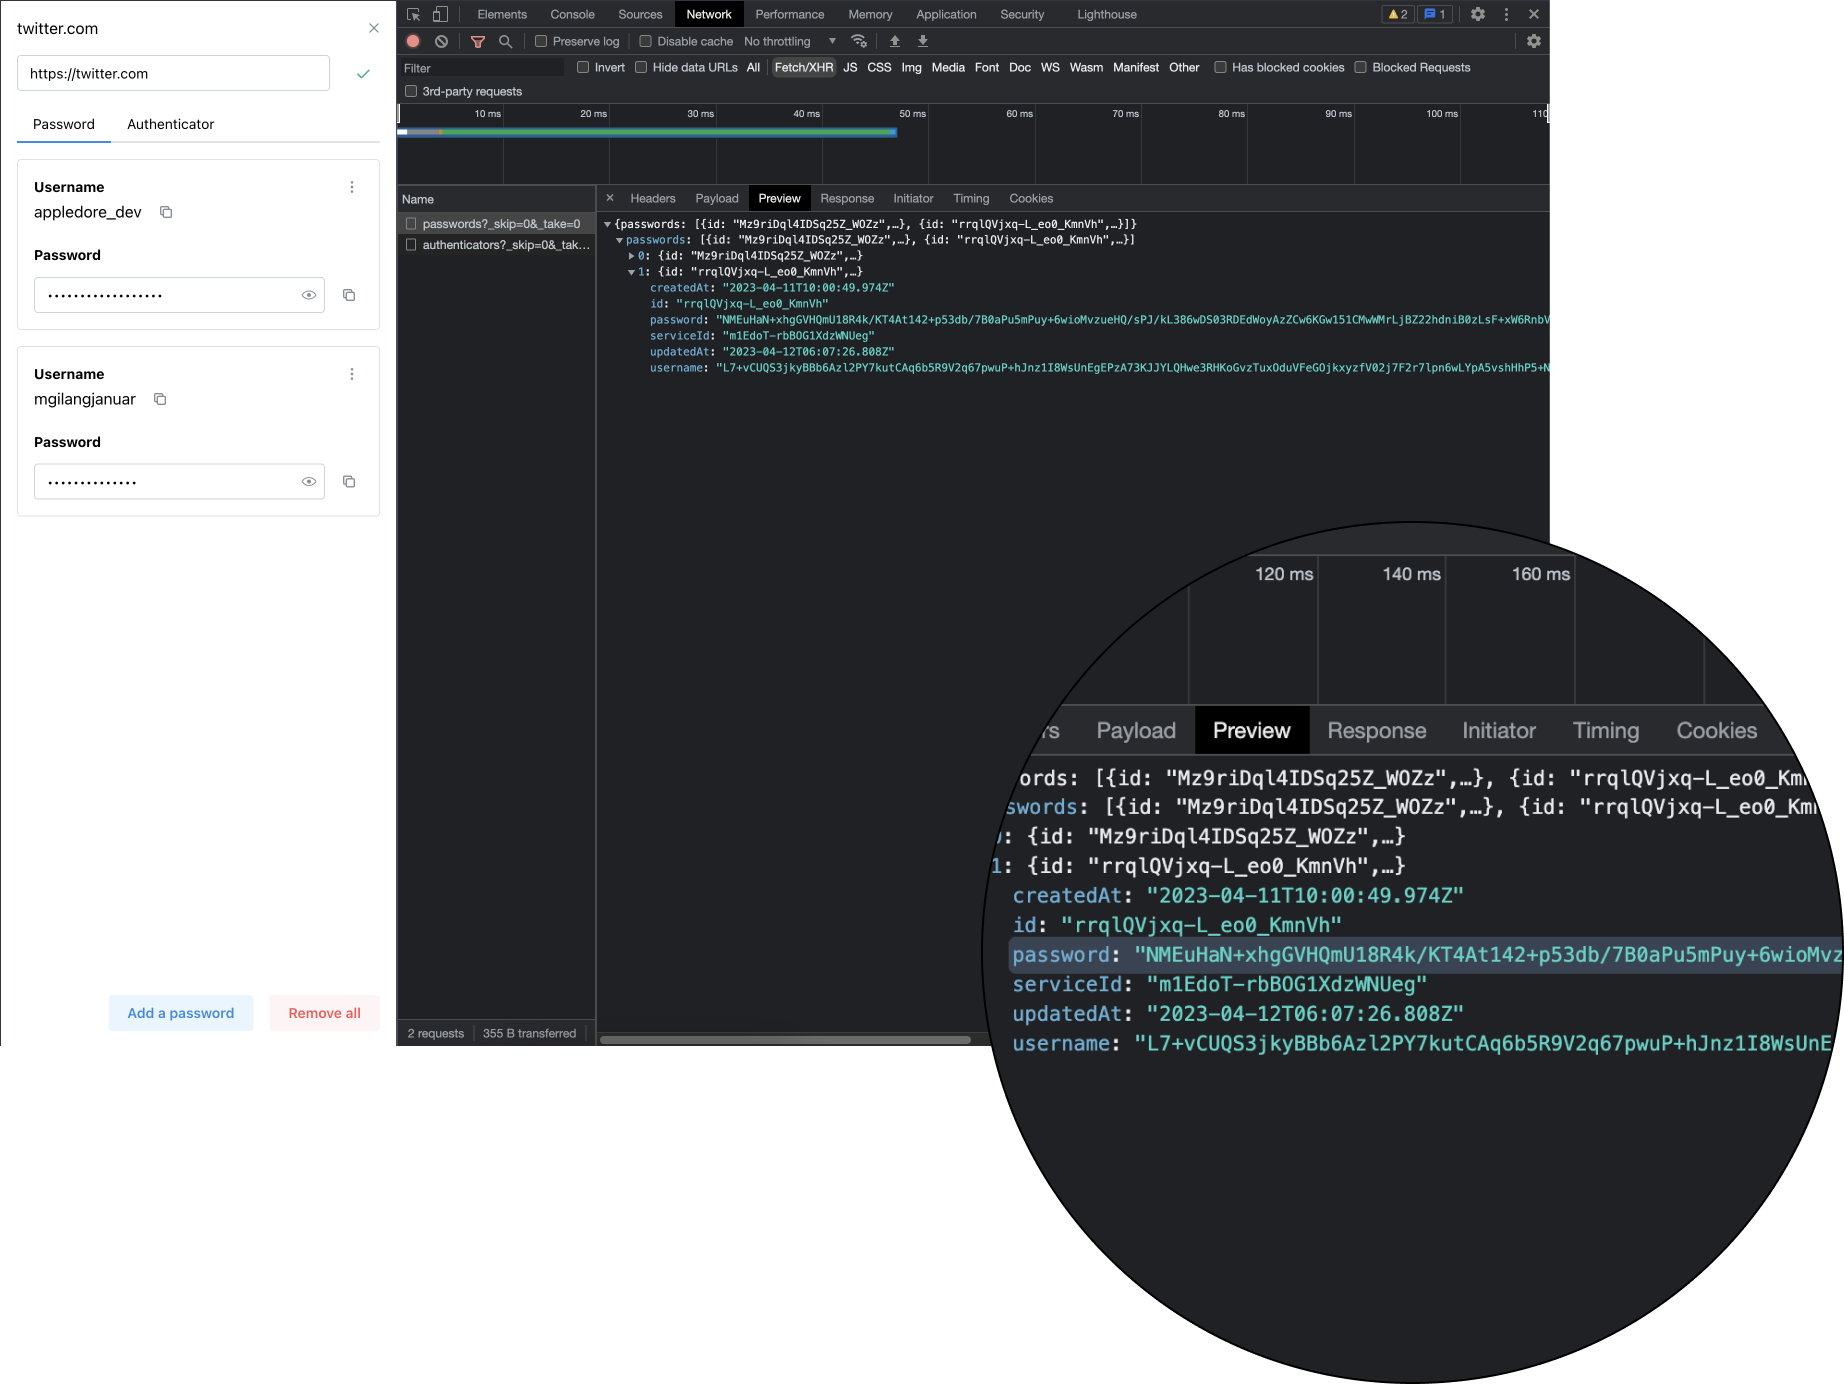 twitter.com
https://twitter.com
Password Authenticator
Username
appledore_dev
Password
••••••••••••••••••
Username
mgilangjanuar
Password
••••••••••••••
Add a password Remove all
Elements Console Sources Network Performance Memory Application Security Lighthouse 2 1
Preserve log Disable cache No throttling
Filter Invert Hide data URLs All Fetch/XHR JS CSS Img Media Font Doc WS Wasm Manifest Other Has blocked cookies Blocked Requests
3rd-party requests
10 ms 20 ms 30 ms 40 ms 50 ms 60 ms 70 ms 80 ms 90 ms 100 ms 110
Name
passwords?_skip=0&_take=0
authenticators?_skip=0&_tak...
2 requests 355 B transferred
Headers Payload Preview Response Initiator Timing Cookies
{passwords: [{id: "Mz9riDql4IDSq25Z_WOZz",…}, {id: "rrqlQVjxq-L_eo0_KmnVh",…}]}
passwords: [{id: "Mz9riDql4IDSq25Z_WOZz",…}, {id: "rrqlQVjxq-L_eo0_KmnVh",…}]
0: {id: "Mz9riDql4IDSq25Z_WOZz",…}
1: {id: "rrqlQVjxq-L_eo0_KmnVh",…}
createdAt: "2023-04-11T10:00:49.974Z"
id: "rrqlQVjxq-L_eo0_KmnVh"
password: "NMEuHaN+xhgGVHQmU18R4k/KT4At142+p53db/7B0aPu5mPuy+6wioMvzueHQ/sPJ/kL386wDS03RDEdWoyAzZCw6KGw151CMwWMrLjBZ22hdniB0zLsF+xW6RnbV
serviceId: "m1EdoT-rbBOG1XdzWNUeg"
updatedAt: "2023-04-12T06:07:26.808Z"
username: "L7+vCUQS3jkyBBb6Azl2PY7kutCAq6b5R9V2q67pwuP+hJnz1I8WsUnEgEPzA73KJJYLQHwe3RHKoGvzTuxOduVFeGOjkxyzfV02j7F2r7lpn6wLYpA5vshHhP5+N
120 ms 140 ms 160 ms
rs Payload Preview Response Initiator Timing Cookies
ords: [{id: "Mz9riDql4IDSq25Z_WOZz",…}, {id: "rrqlQVjxq-L_eo0_Km
swords: [{id: "Mz9riDql4IDSq25Z_WOZz",…}, {id: "rrqlQVjxq-L_eo0_Kmn
0: {id: "Mz9riDql4IDSq25Z_WOZz",…}
1: {id: "rrqlQVjxq-L_eo0_KmnVh",…}
createdAt: "2023-04-11T10:00:49.974Z"
id: "rrqlQVjxq-L_eo0_KmnVh"
password: "NMEuHaN+xhgGVHQmU18R4k/KT4At142+p53db/7B0aPu5mPuy+6wioMvz
serviceId: "m1EdoT-rbBOG1XdzWNUeg"
updatedAt: "2023-04-12T06:07:26.808Z"
username: "L7+vCUQS3jkyBBb6Azl2PY7kutCAq6b5R9V2q67pwuP+hJnz1I8WsUnE